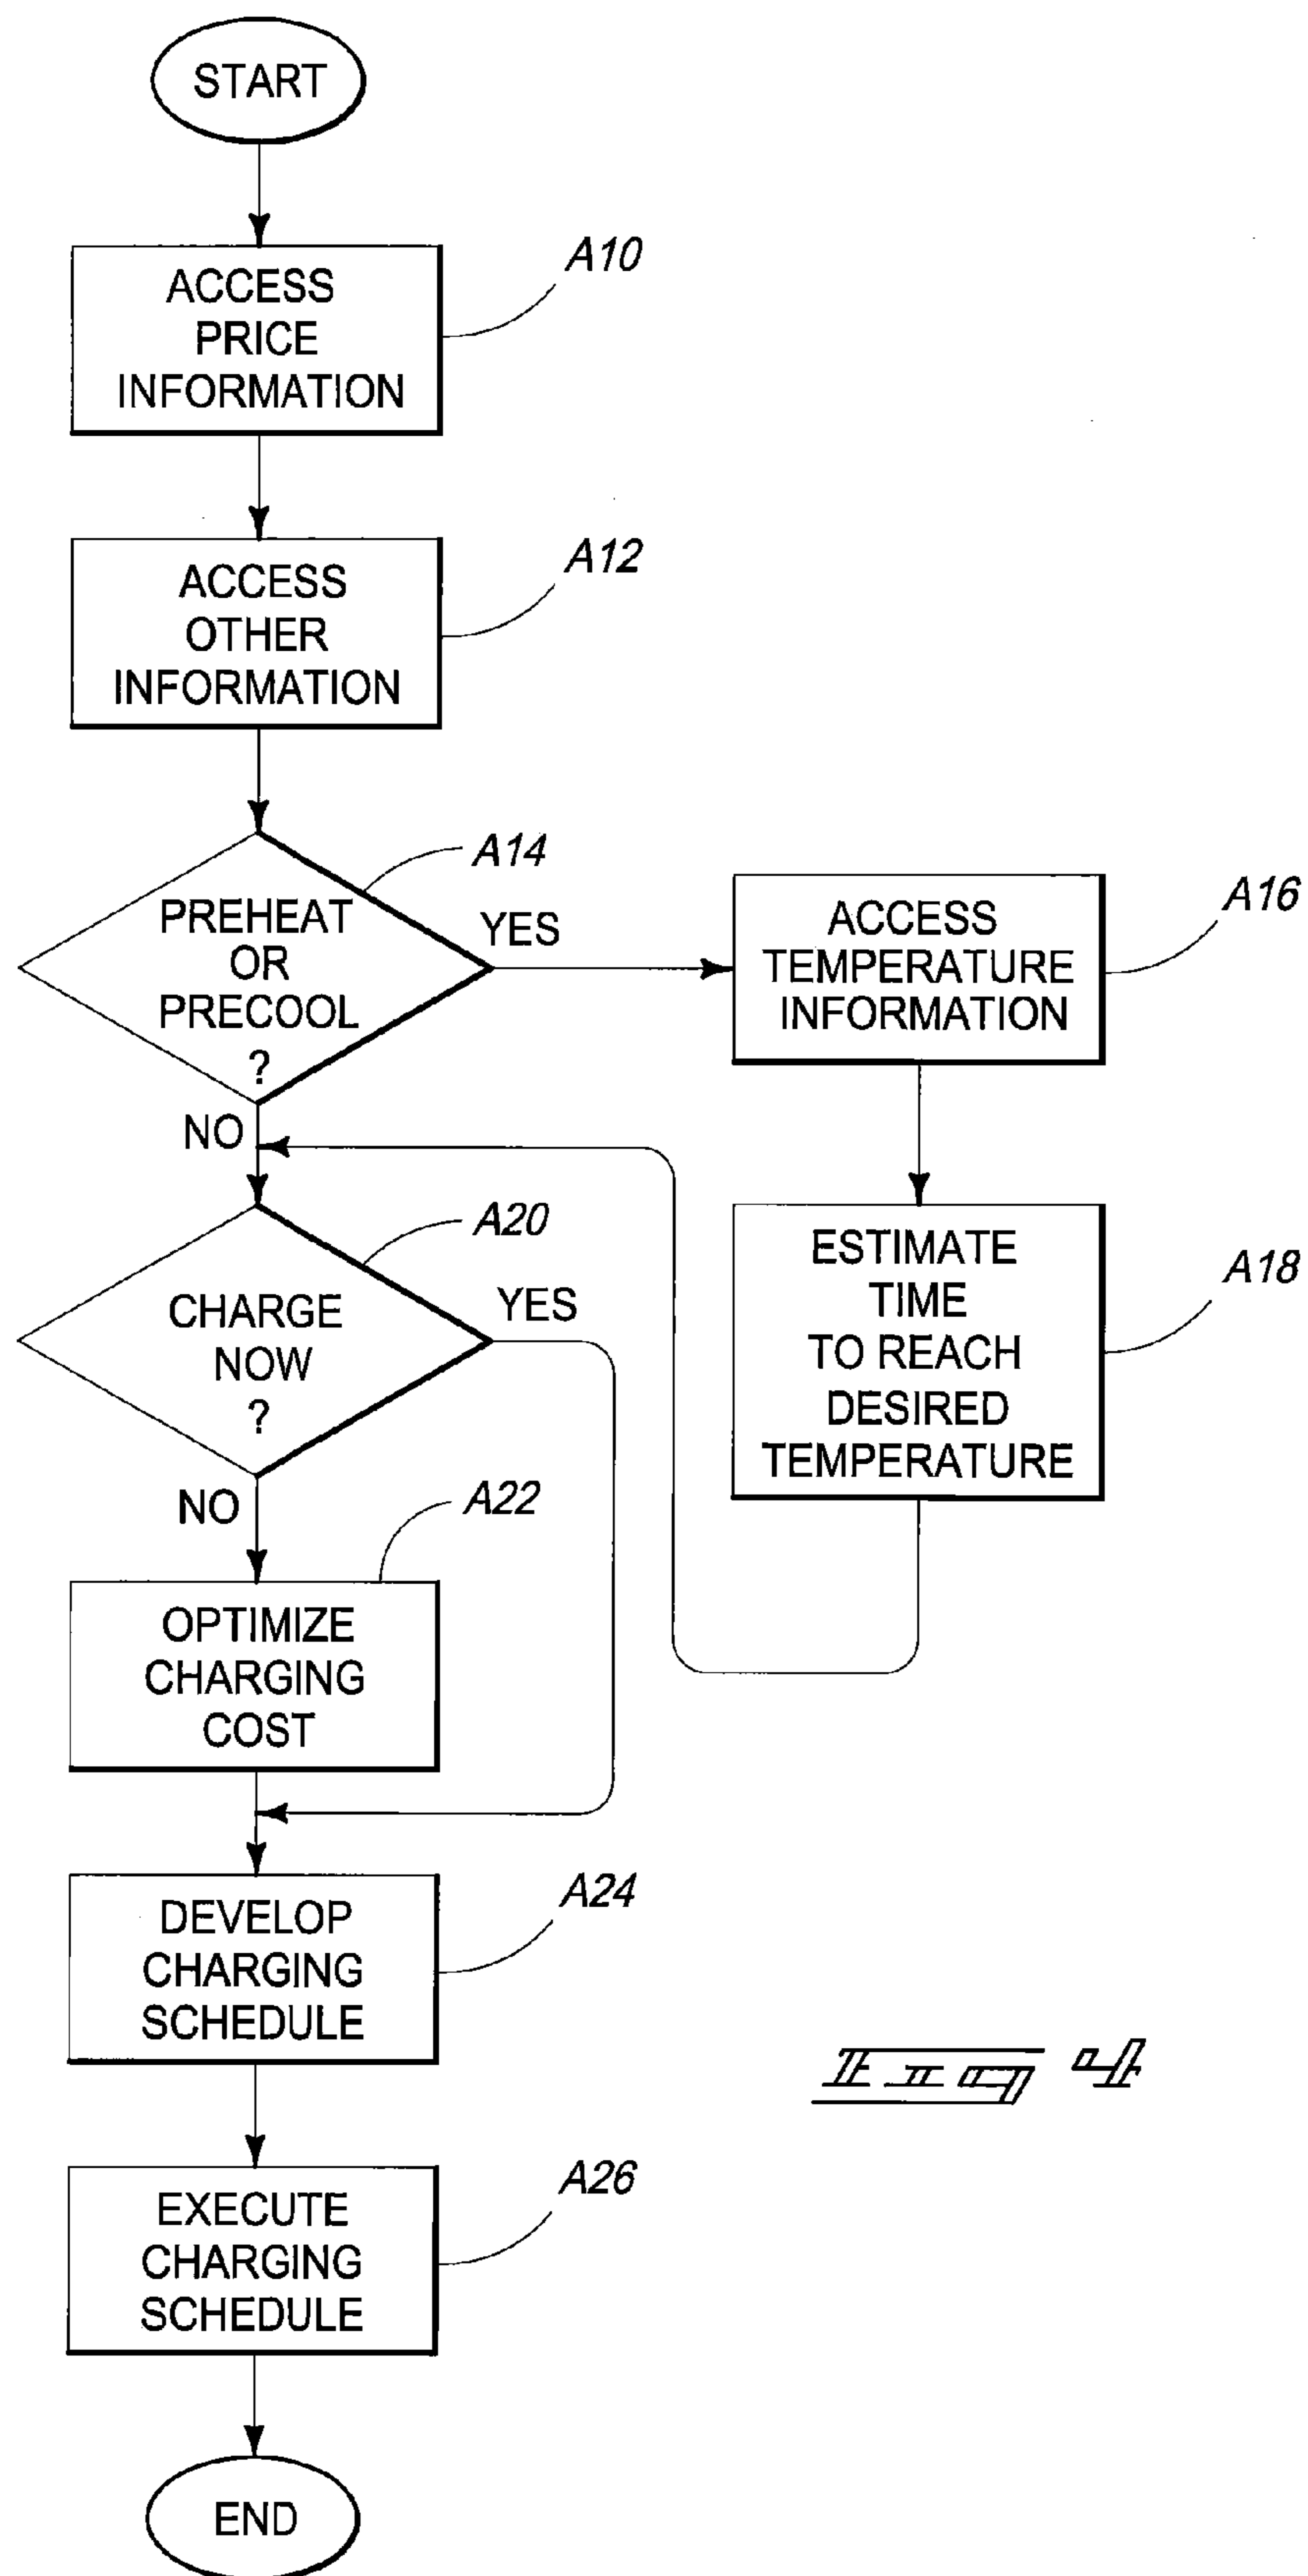 START
A10
ACCESS
PRICE
INFORMATION
A12
ACCESS
OTHER
INFORMATION
A14
PREHEAT
OR
PRECOOL
?
YES
NO
A16
ACCESS
TEMPERATURE
INFORMATION
A18
ESTIMATE
TIME
TO REACH
DESIRED
TEMPERATURE
A20
CHARGE
NOW
?
YES
NO
A22
OPTIMIZE
CHARGING
COST
A24
DEVELOP
CHARGING
SCHEDULE
A26
EXECUTE
CHARGING
SCHEDULE
END
Fig 4